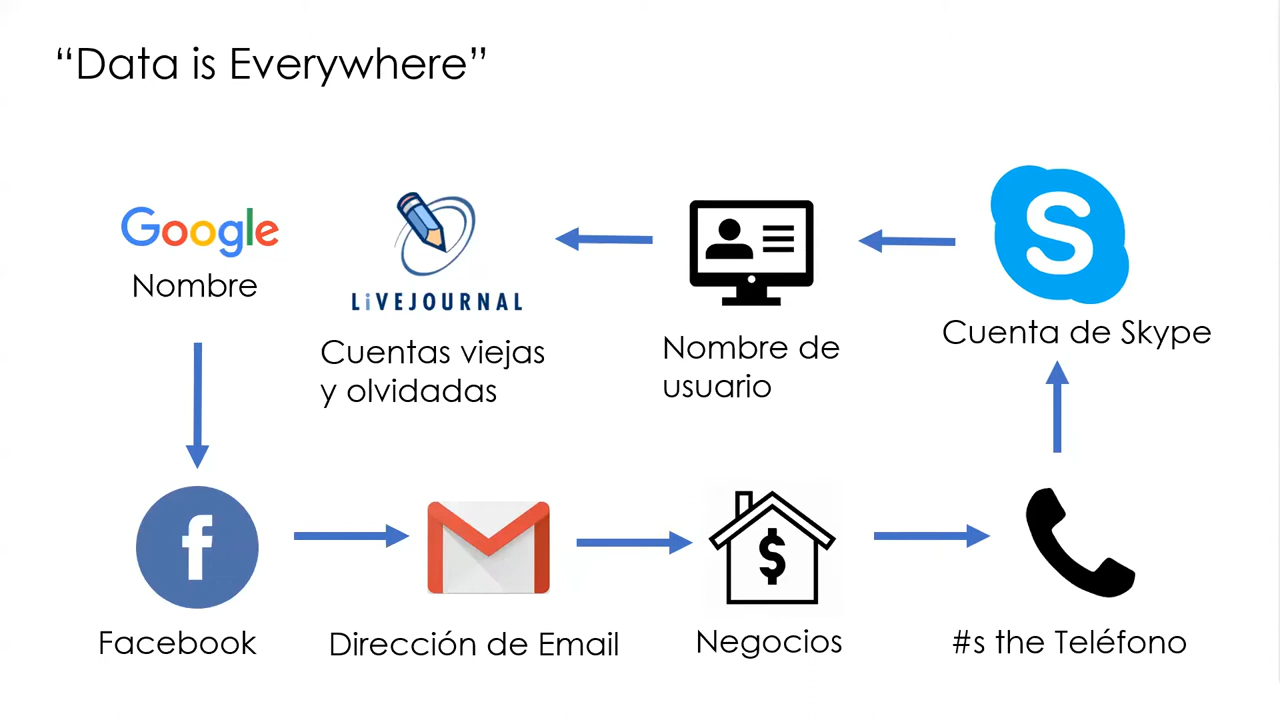 “Data is Everywhere”
Google
Nombre
LiVEJOURNAL
Cuentas viejas
y olvidadas
Nombre de
usuario
S
Cuenta de Skype
f
Facebook
Dirección de Email
$
Negocios
#s the Teléfono